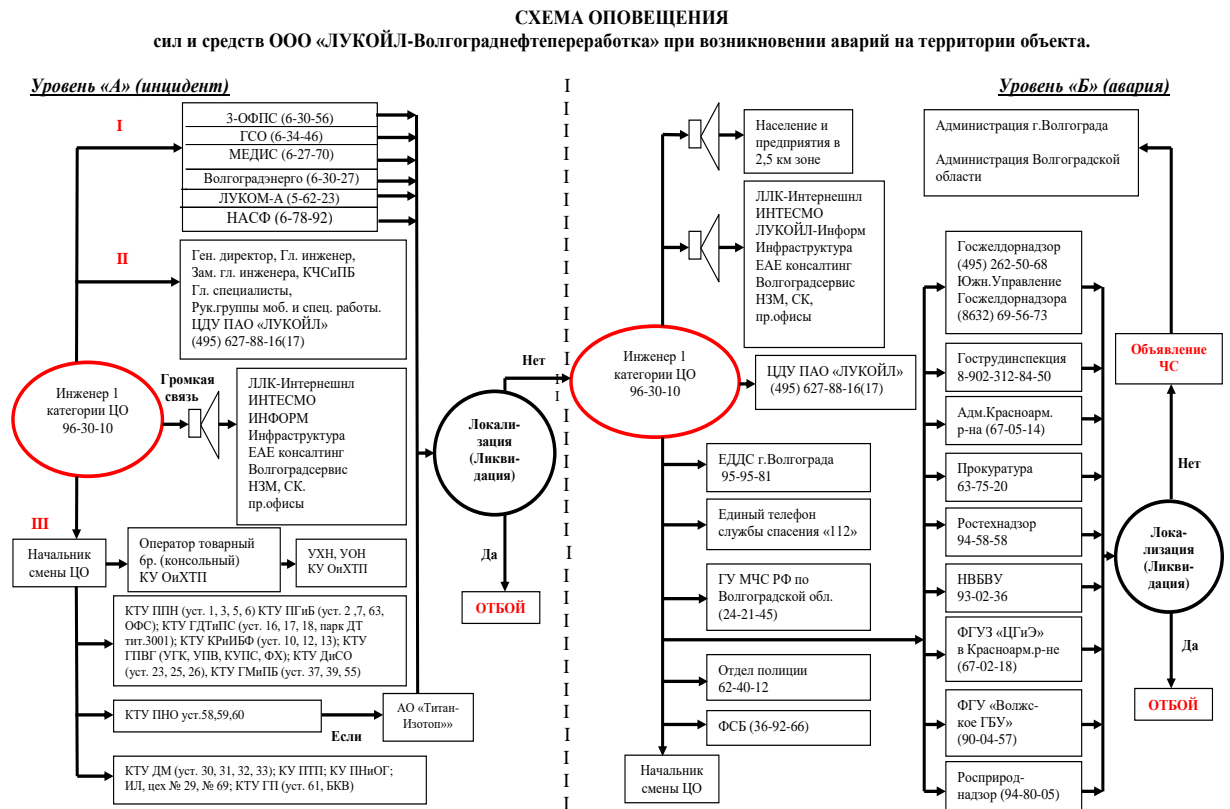 СХЕМА ОПОВЕЩЕНИЯ
сил и средств ООО «ЛУКОЙЛ-Волгограднефтепереработка» при возникновении аварий на территории объекта.
Уровень «А» (инцидент)
I
3-ОФПС (6-30-56)
ГСО (6-34-46)
МЕДИС (6-27-70)
Волгоградэнерго (6-30-27)
ЛУКОМ-А (5-62-23)
НАСФ (6-78-92)
II
Ген. директор, Гл. инженер,
Зам. гл. инженера, КЧСиПБ
Гл. специалисты,
Рук.группы моб. и спец. работы.
ЦДУ ПАО «ЛУКОЙЛ»
(495) 627-88-16(17)
Инженер 1
категории ЦО
96-30-10
Громкая
связь
ЛЛК-Интернешнл
ИНТЕСМО
ИНФОРМ
Инфраструктура
ЕАЕ консалтинг
Волгоградсервис
НЗМ, СК.
пр.офисы
III
Начальник
смены ЦО
Оператор товарный
6р. (консольный)
КУ ОиХТП
УХН, УОН
КУ ОиХТП
КТУ ППН (уст. 1, 3, 5, 6) КТУ ПГиБ (уст. 2 ,7, 63,
ОФС); КТУ ГДТиПС (уст. 16, 17, 18, парк ДТ
тит.3001); КТУ КРиИБФ (уст. 10, 12, 13); КТУ
ГПВГ (УГК, УПВ, КУПС, ФХ); КТУ ДиСО
(уст. 23, 25, 26), КТУ ГМиПБ (уст. 37, 39, 55)
КТУ ПНО уст.58,59,60
Если
АО «Титан-
Изотоп»»
КТУ ДМ (уст. 30, 31, 32, 33); КУ ПТП; КУ ПНиОГ;
ИЛ, цех № 29, № 69; КТУ ГП (уст. 61, БКВ)
Локали-
зация
(Ликви-
дация)
Нет
Да
ОТБОЙ
Уровень «Б» (авария)
Население и
предприятия в
2,5 км зоне
ЛЛК-Интернешнл
ИНТЕСМО
ЛУКОЙЛ-Информ
Инфраструктура
ЕАЕ консалтинг
Волгоградсервис
НЗМ, СК,
пр.офисы
Инженер 1
категории ЦО
96-30-10
ЦДУ ПАО «ЛУКОЙЛ»
(495) 627-88-16(17)
ЕДДС г.Волгограда
95-95-81
Единый телефон
службы спасения «112»
ГУ МЧС РФ по
Волгоградской обл.
(24-21-45)
Отдел полиции
62-40-12
ФСБ (36-92-66)
Начальник
смены ЦО
Администрация г.Волгограда
Администрация Волгоградской
области
Госжелдорнадзор
(495) 262-50-68
Южн.Управление
Госжелдорнадзора
(8632) 69-56-73
Гострудинспекция
8-902-312-84-50
Адм.Красноарм.
р-на (67-05-14)
Прокуратура
63-75-20
Ростехнадзор
94-58-58
НВБВУ
93-02-36
ФГУЗ «ЦГиЭ»
в Красноарм.р-не
(67-02-18)
ФГУ «Волжс-
кое ГБУ»
(90-04-57)
Росприрод-
надзор (94-80-05)
Объявление
ЧС
Нет
Лока-
лизация
(Ликви-
дация)
Да
ОТБОЙ